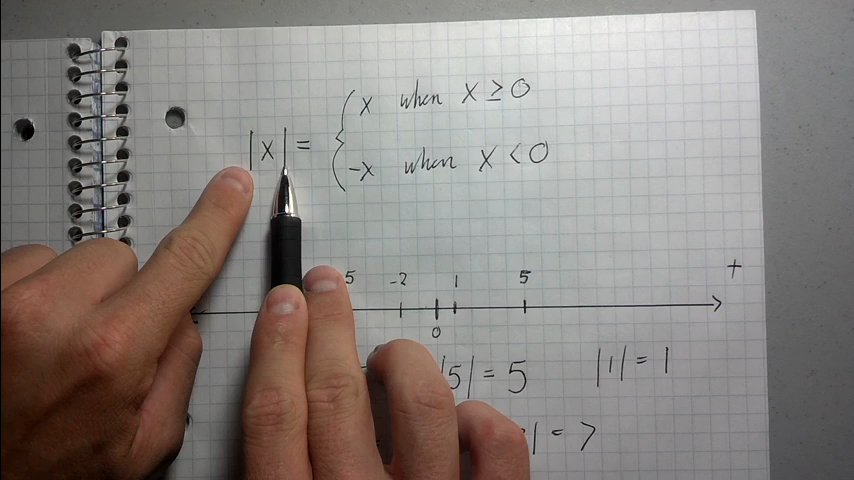 x when x ≥ 0
|x| =
-x when x < 0
5 -2 1 5 +
0
|5| = 5 |1| = 1
| = 7